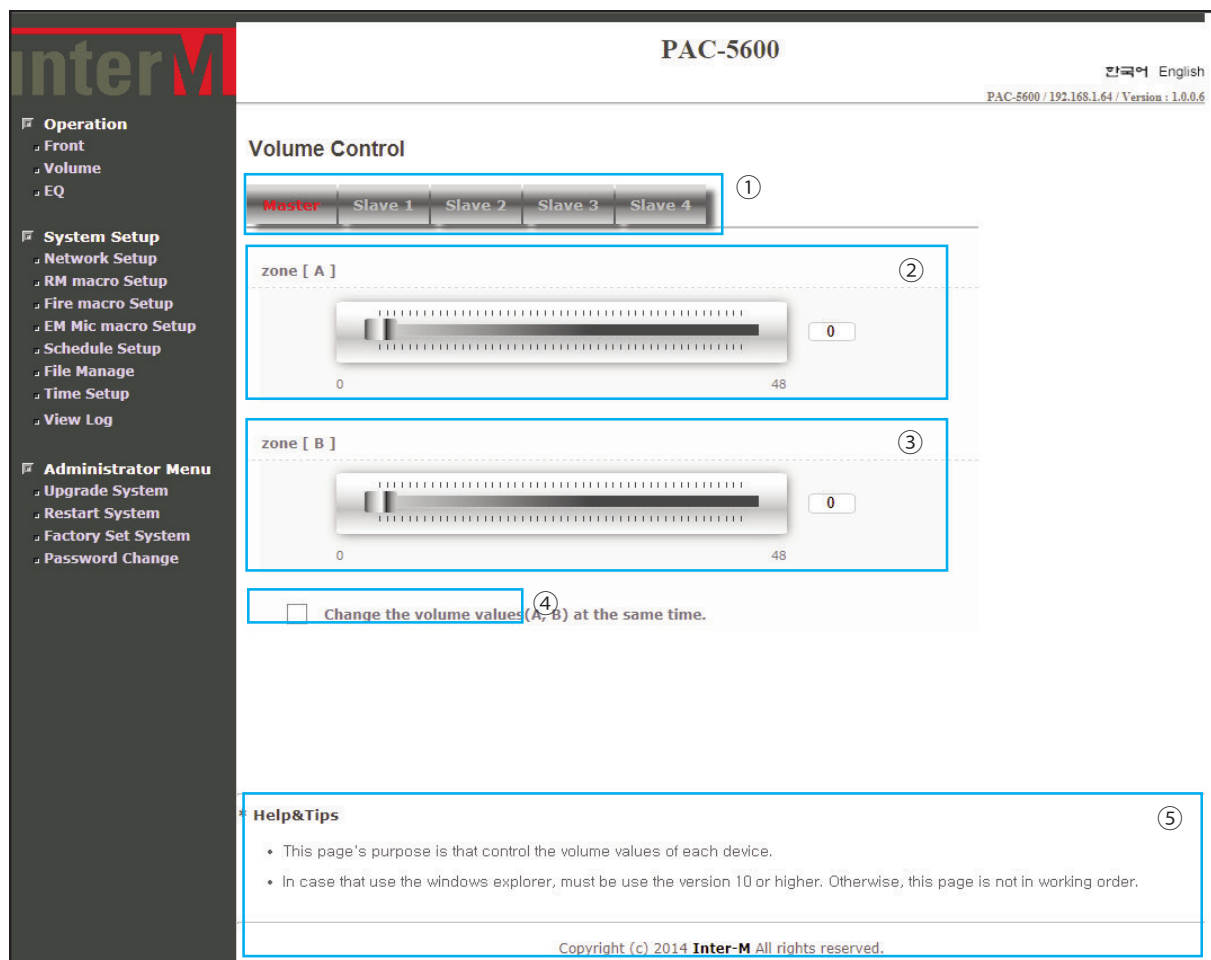 interM
PAC-5600
한국어 English
PAC-5600 / 192.168.1.64 / Version : 1.0.0.6
Operation
Front
Volume
EQ
System Setup
Network Setup
RM macro Setup
Fire macro Setup
EM Mic macro Setup
Schedule Setup
File Manage
Time Setup
View Log
Administrator Menu
Upgrade System
Restart System
Factory Set System
Password Change
Volume Control
Master Slave 1 Slave 2 Slave 3 Slave 4
①
zone [ A ]
②
0
0 48
zone [ B ]
③
0
0 48
④
Change the volume values(A, B) at the same time.
* Help&Tips
⑤
• This page's purpose is that control the volume values of each device.
• In case that use the windows explorer, must be use the version 10 or higher. Otherwise, this page is not in working order.
Copyright (c) 2014 Inter-M All rights reserved.